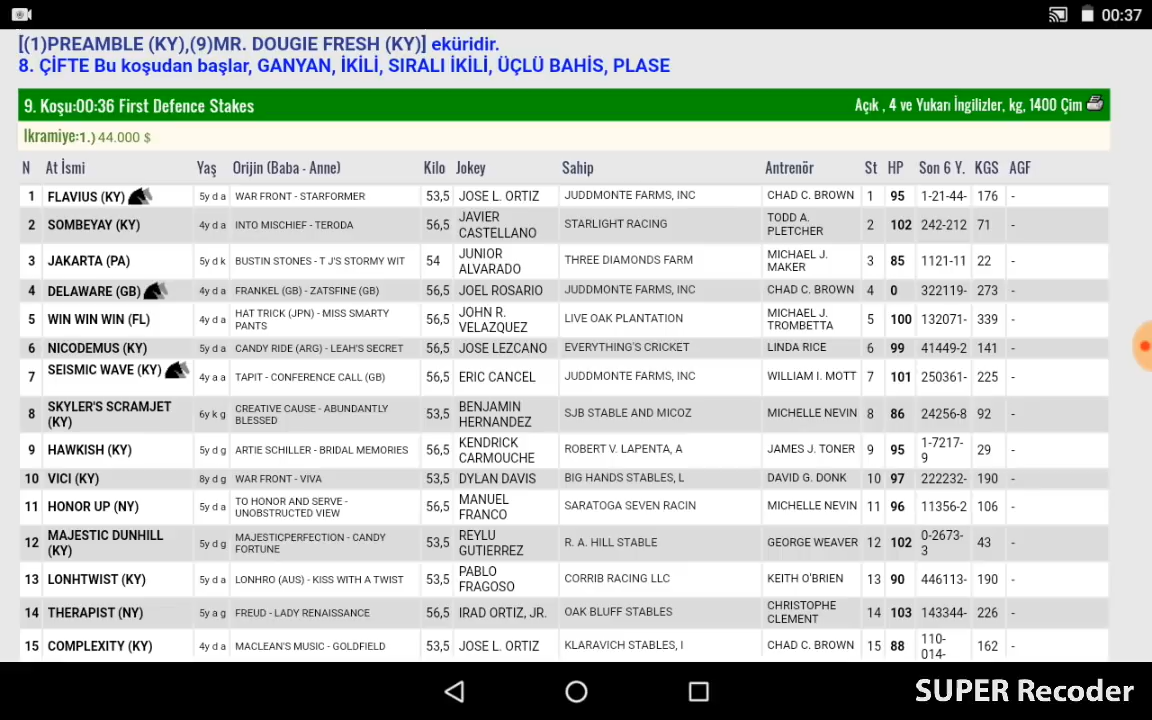 00:37
[(1)PREAMBLE (KY),(9)MR. DOUGIE FRESH (KY)] eküridir.
8. ÇİFTE Bu koşudan başlar, GANYAN, İKİLİ, SIRALI İKİLİ, ÜÇLÜ BAHİS, PLASE
9. Koşu:00:36 First Defence Stakes Açık , 4 ve Yukarı İngilizler, kg, 1400 Çim
Ikramiye:1.) 44.000 $
N At İsmi Yaş Orijin (Baba - Anne) Kilo Jokey Sahip Antrenör St HP Son 6 Y. KGS AGF
1 FLAVIUS (KY) 5y d a WAR FRONT - STARFORMER 53,5 JOSE L. ORTIZ JUDDMONTE FARMS, INC CHAD C. BROWN 1 95 1-21-44- 176 -
2 SOMBEYAY (KY) 4y d a INTO MISCHIEF - TERODA 56,5 JAVIER CASTELLANO STARLIGHT RACING TODD A. PLETCHER 2 102 242-212 71 -
3 JAKARTA (PA) 5y d k BUSTIN STONES - T J'S STORMY WIT 54 JUNIOR ALVARADO THREE DIAMONDS FARM MICHAEL J. MAKER 3 85 1121-11 22 -
4 DELAWARE (GB) 4y d a FRANKEL (GB) - ZATSFINE (GB) 56,5 JOEL ROSARIO JUDDMONTE FARMS, INC CHAD C. BROWN 4 0 322119- 273 -
5 WIN WIN WIN (FL) 4y d a HAT TRICK (JPN) - MISS SMARTY PANTS 56,5 JOHN R. VELAZQUEZ LIVE OAK PLANTATION MICHAEL J. TROMBETTA 5 100 132071- 339 -
6 NICODEMUS (KY) 5y d a CANDY RIDE (ARG) - LEAH'S SECRET 56,5 JOSE LEZCANO EVERYTHING'S CRICKET LINDA RICE 6 99 41449-2 141 -
7 SEISMIC WAVE (KY) 4y a a TAPIT - CONFERENCE CALL (GB) 56,5 ERIC CANCEL JUDDMONTE FARMS, INC WILLIAM I. MOTT 7 101 250361- 225 -
8 SKYLER'S SCRAMJET (KY) 6y k g CREATIVE CAUSE - ABUNDANTLY BLESSED 53,5 BENJAMIN HERNANDEZ SJB STABLE AND MICOZ MICHELLE NEVIN 8 86 24256-8 92 -
9 HAWKISH (KY) 5y d g ARTIE SCHILLER - BRIDAL MEMORIES 56,5 KENDRICK CARMOUCHE ROBERT V. LAPENTA, A JAMES J. TONER 9 95 1-7217-9 29 -
10 VICI (KY) 8y d g WAR FRONT - VIVA 53,5 DYLAN DAVIS BIG HANDS STABLES, L DAVID G. DONK 10 97 222232- 190 -
11 HONOR UP (NY) 5y d a TO HONOR AND SERVE - UNOBSTRUCTED VIEW 56,5 MANUEL FRANCO SARATOGA SEVEN RACIN MICHELLE NEVIN 11 96 11356-2 106 -
12 MAJESTIC DUNHILL (KY) 5y d g MAJESTICPERFECTION - CANDY FORTUNE 53,5 REYLU GUTIERREZ R. A. HILL STABLE GEORGE WEAVER 12 102 0-2673-3 43 -
13 LONHTWIST (KY) 5y d a LONHRO (AUS) - KISS WITH A TWIST 53,5 PABLO FRAGOSO CORRIB RACING LLC KEITH O'BRIEN 13 90 446113- 190 -
14 THERAPIST (NY) 5y a g FREUD - LADY RENAISSANCE 56,5 IRAD ORTIZ, JR. OAK BLUFF STABLES CHRISTOPHE CLEMENT 14 103 143344- 226 -
15 COMPLEXITY (KY) 4y d a MACLEAN'S MUSIC - GOLDFIELD 53,5 JOSE L. ORTIZ KLARAVICH STABLES, I CHAD C. BROWN 15 88 110-014- 162 -
SUPER Recoder